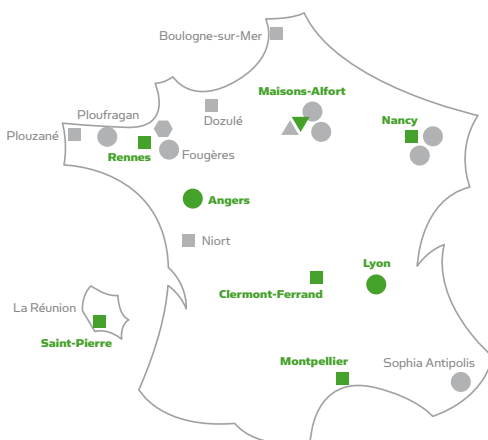 Boulogne-sur-Mer
Maisons-Alfort
Ploufragan
Dozulé
Nancy
Plouzané
Rennes
Fougères
Angers
Niort
Lyon
Clermont-Ferrand
La Réunion
Saint-Pierre
Montpellier
Sophia Antipolis